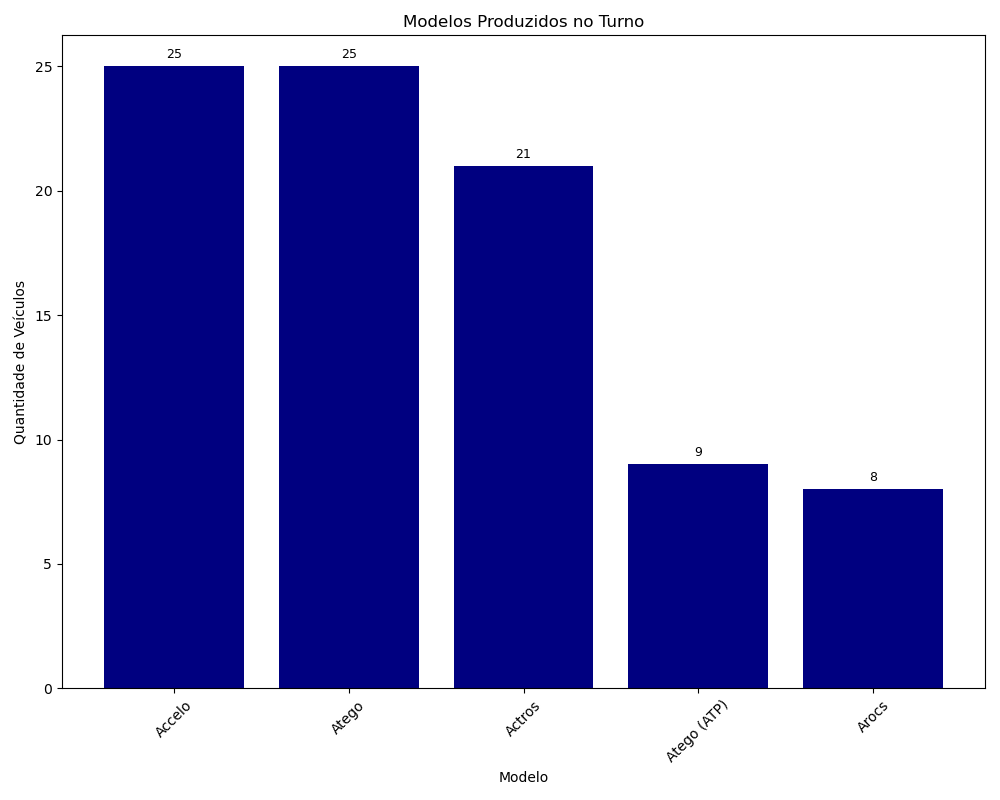 Modelos Produzidos no Turno
25
25
21
9
8
25
20
15
10
5
0
Quantidade de Veículos
Accelo
Atego
Actros
Atego (ATP)
Arocs
Modelo